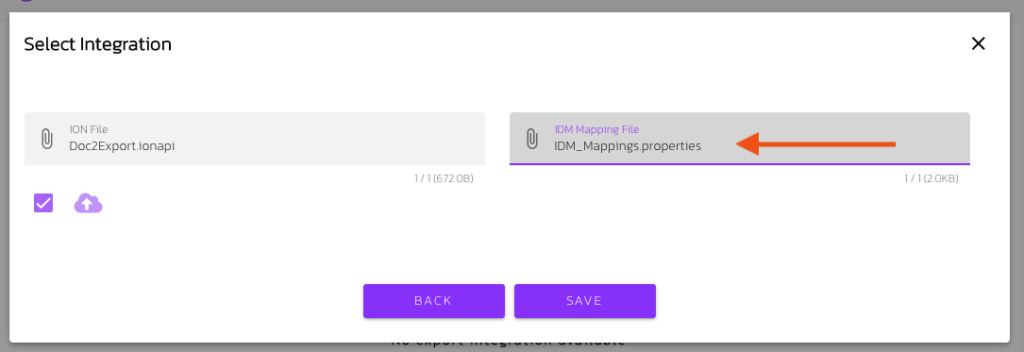 Select Integration
ION File
Doc2Export.ionapi
1 / 1 (672.0B)
IDM Mapping File
IDM_Mappings.properties
1 / 1 (2.0KB)
BACK
SAVE
No export integration available